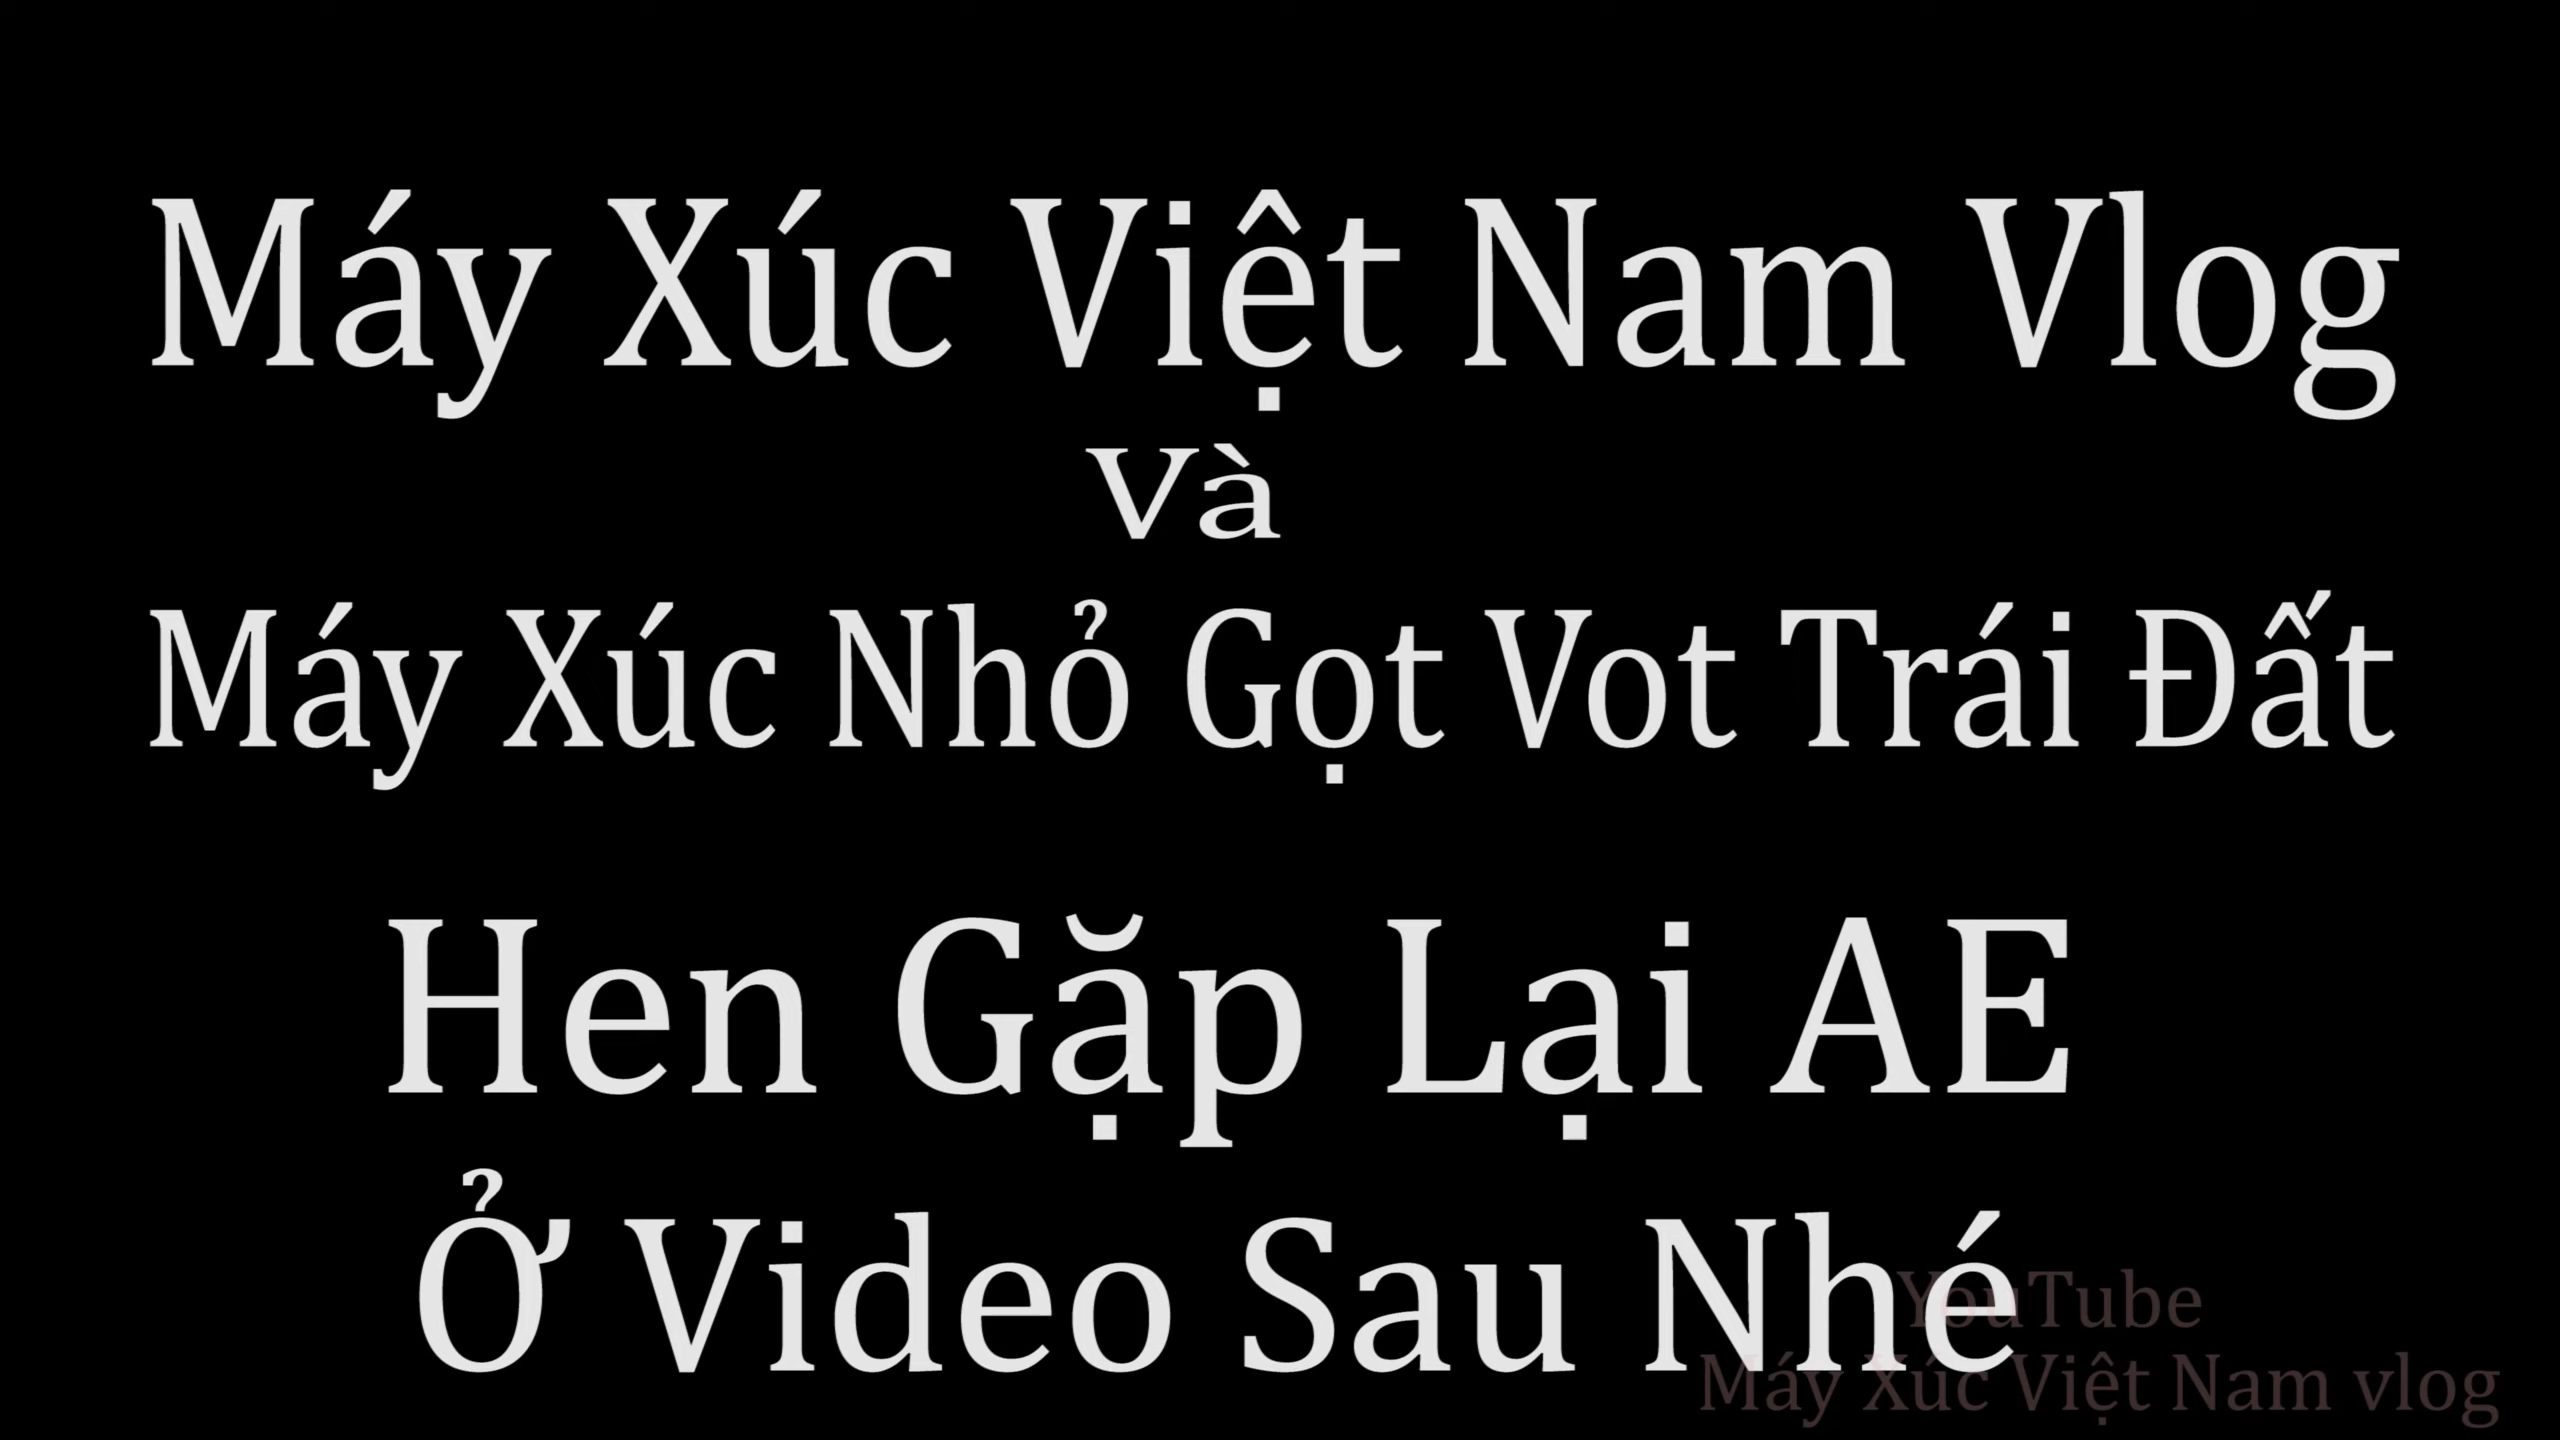 Máy Xúc Việt Nam Vlog
Và
Máy Xúc Nhỏ Gọt Vot Trái Đất
Hen Gặp Lại AE
Ở Video Sau Nhé
YouTube
Máy Xúc Việt Nam vlog